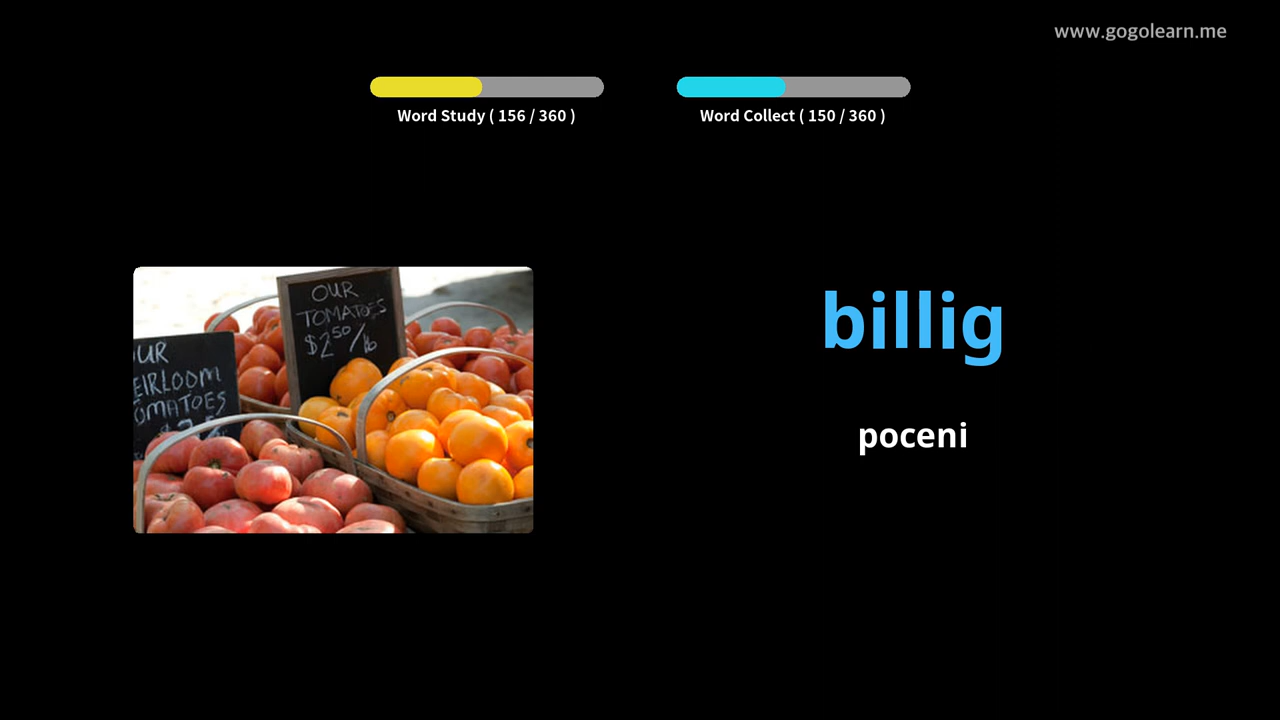 www.gogolearn.me
Word Study ( 156 / 360 )
Word Collect ( 150 / 360 )
OUR
TOMATOES
$2.50/lb
UR
EIRLOOM
OMATOES
billig
poceni